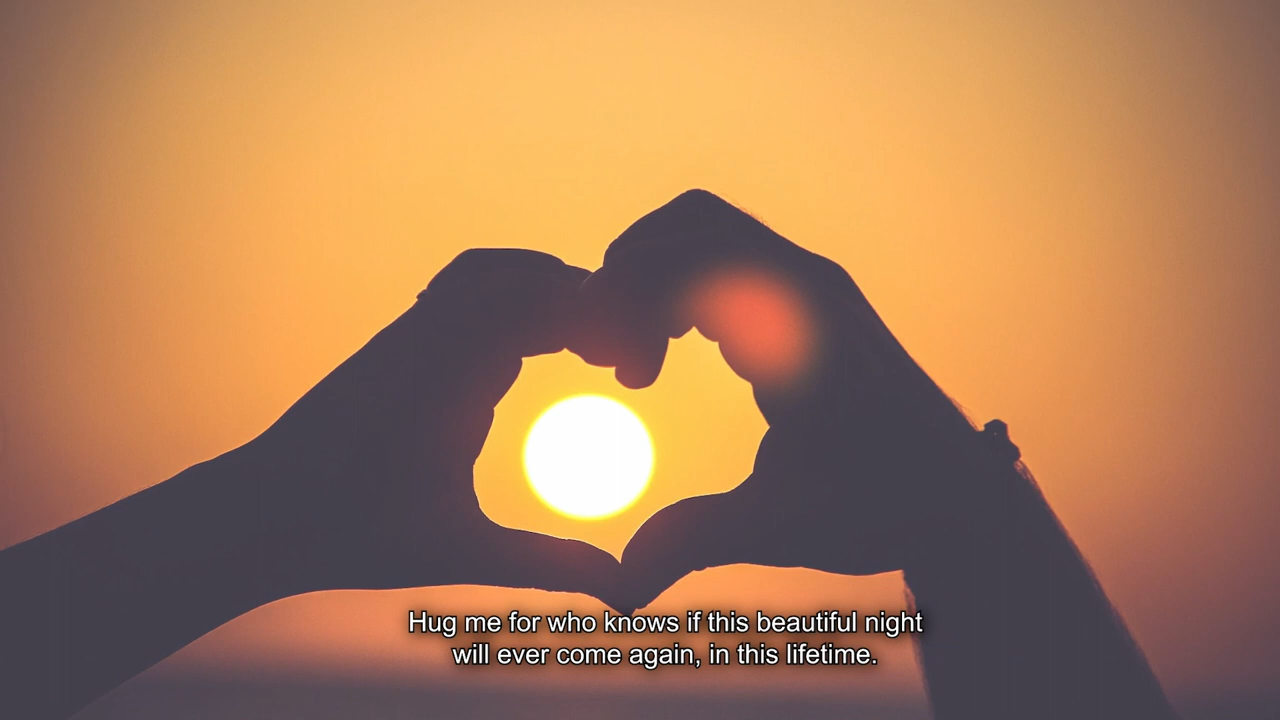 Hug me for who knows if this beautiful night
will ever come again, in this lifetime.